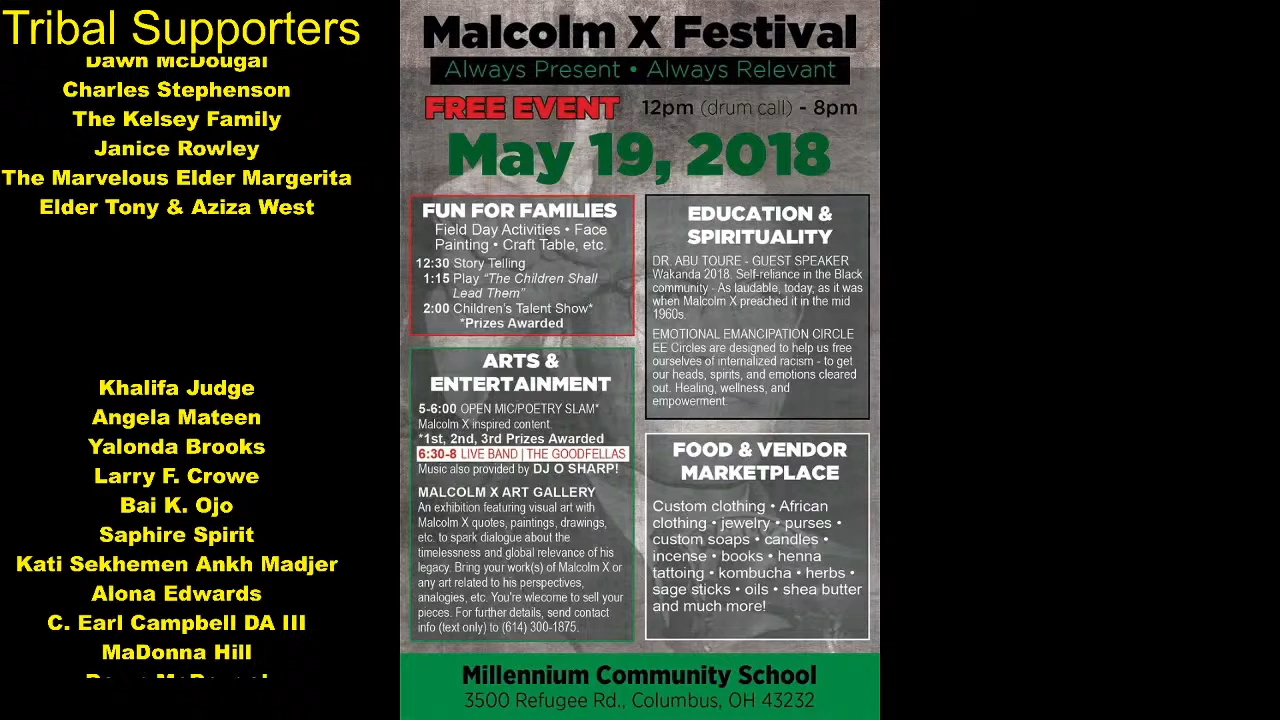 Tribal Supporters
Dawn McDougal
Charles Stephenson
The Kelsey Family
Janice Rowley
The Marvelous Elder Margerita
Elder Tony & Aziza West
Khalifa Judge
Angela Mateen
Yalonda Brooks
Larry F. Crowe
Bai K. Ojo
Saphire Spirit
Kati Sekhemen Ankh Madjer
Alona Edwards
C. Earl Campbell DA III
MaDonna Hill
Malcolm X Festival
Always Present • Always Relevant
FREE EVENT 12pm (drum call) - 8pm
May 19, 2018
FUN FOR FAMILIES
Field Day Activities • Face
Painting • Craft Table, etc.
12:30 Story Telling
1:15 Play “The Children Shall
Lead Them”
2:00 Children's Talent Show*
*Prizes Awarded
ARTS &
ENTERTAINMENT
5-6:00 OPEN MIC/POETRY SLAM*
Malcolm X inspired content.
*1st, 2nd, 3rd Prizes Awarded
6:30-8 LIVE BAND | THE GOODFELLAS
Music also provided by DJ O SHARP!
MALCOLM X ART GALLERY
An exhibition featuring visual art with
Malcolm X quotes, paintings, drawings,
etc. to spark dialogue about the
timelessness and global relevance of his
legacy. Bring your work(s) of Malcolm X or
any art related to his perspectives,
analogies, etc. You're wlecome to sell your
pieces. For further details, send contact
info (text only) to (614) 300-1875.
EDUCATION &
SPIRITUALITY
DR. ABU TOURE - GUEST SPEAKER
Wakanda 2018. Self-reliance in the Black
community - As laudable, today, as it was
when Malcolm X preached it in the mid
1960s.
EMOTIONAL EMANCIPATION CIRCLE
EE Circles are designed to help us free
ourselves of internalized racism - to get
our heads, spirits, and emotions cleared
out. Healing, wellness, and
empowerment.
FOOD & VENDOR
MARKETPLACE
Custom clothing • African
clothing • jewelry • purses •
custom soaps • candles •
incense • books • henna
tattoing • kombucha • herbs •
sage sticks • oils • shea butter
and much more!
Millennium Community School
3500 Refugee Rd., Columbus, OH 43232